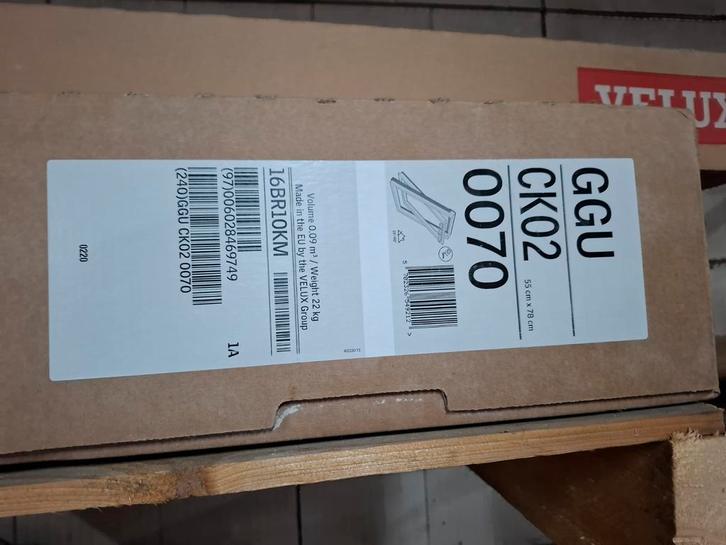 VELUX
GGU
CK02
55 cm x 78 cm
0070
Volume 0.09 m³ / Weight 22 kg
Made in the EU by the VELUX Group
16BR10KM
(97)006028469749
(240)GGU CK02 0070
1A
0220